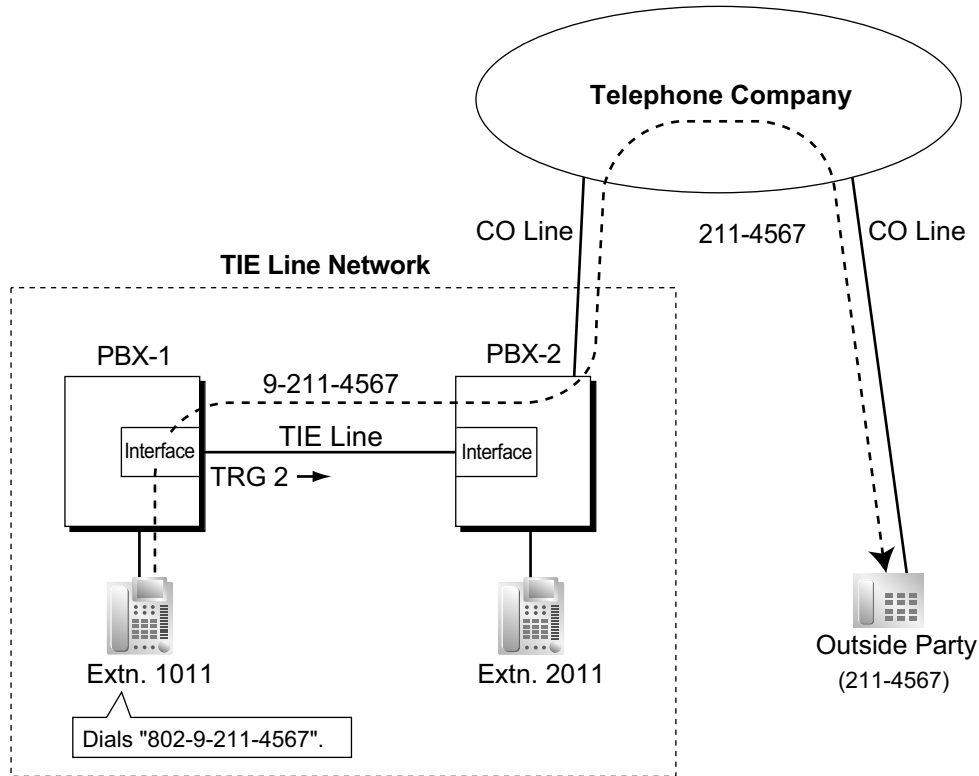 Telephone Company
CO Line
211-4567
CO Line
TIE Line Network
PBX-1
PBX-2
9-211-4567
Interface
TIE Line
Interface
TRG 2
Extn. 1011
Extn. 2011
Outside Party
(211-4567)
Dials "802-9-211-4567".